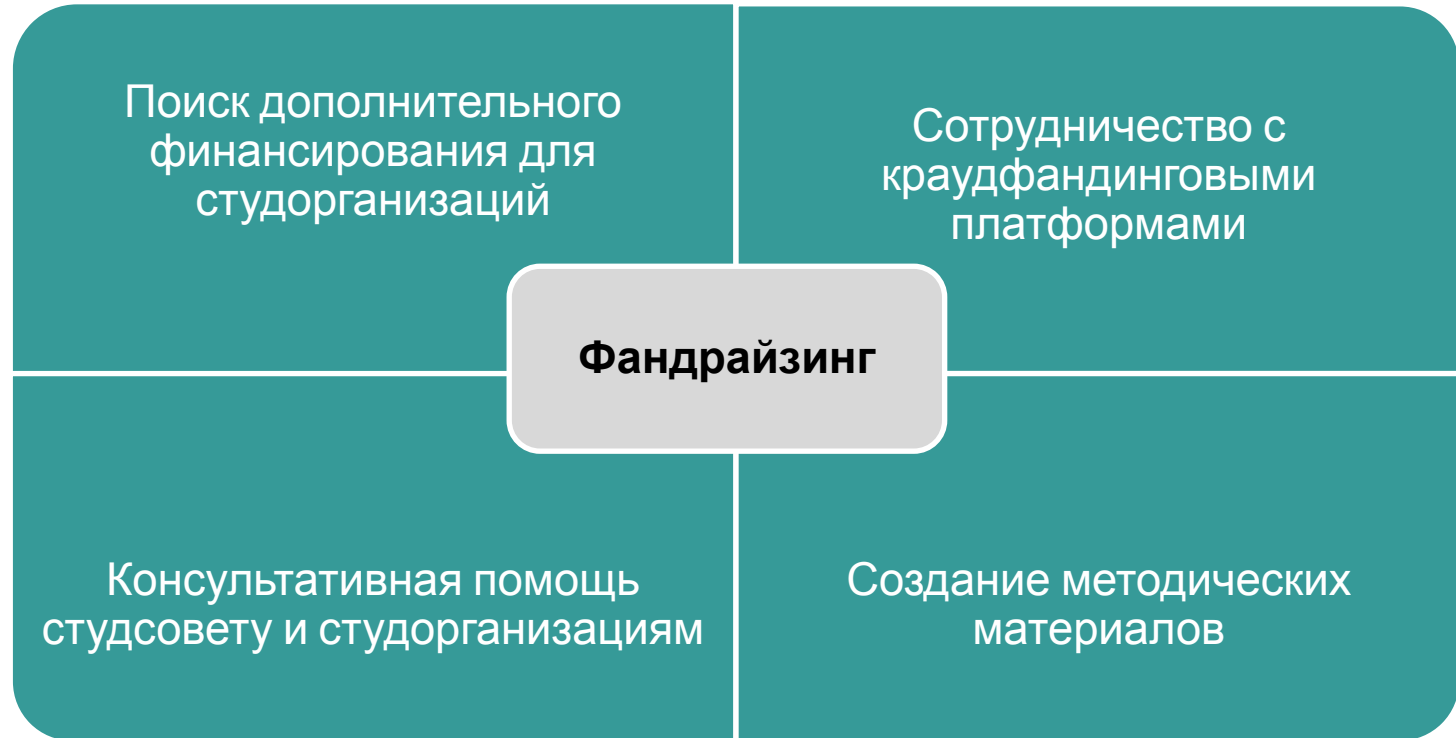 Поиск дополнительного
финансирования для
студорганизаций
Сотрудничество с
краудфандинговыми
платформами
Фандрайзинг
Консультативная помощь
студсовету и студорганизациям
Создание методических
материалов